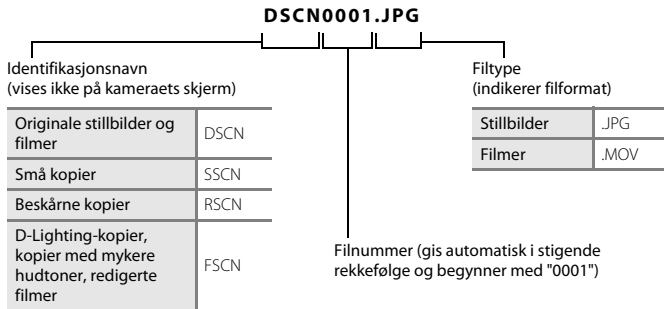 DSCN0001.JPG
Identifikasjonsnavn
(vises ikke på kameraets skjerm)
Originale stillbilder og
filmer
DSCN
Små kopier
SSCN
Beskårne kopier
RSCN
D-Lighting-kopier,
kopier med mykere
hudtoner, redigerte
filmer
FSCN
Filtype
(indikerer filformat)
Stillbilder
.JPG
Filmer
.MOV
Filnummer (gis automatisk i stigende
rekkefølge og begynner med "0001")